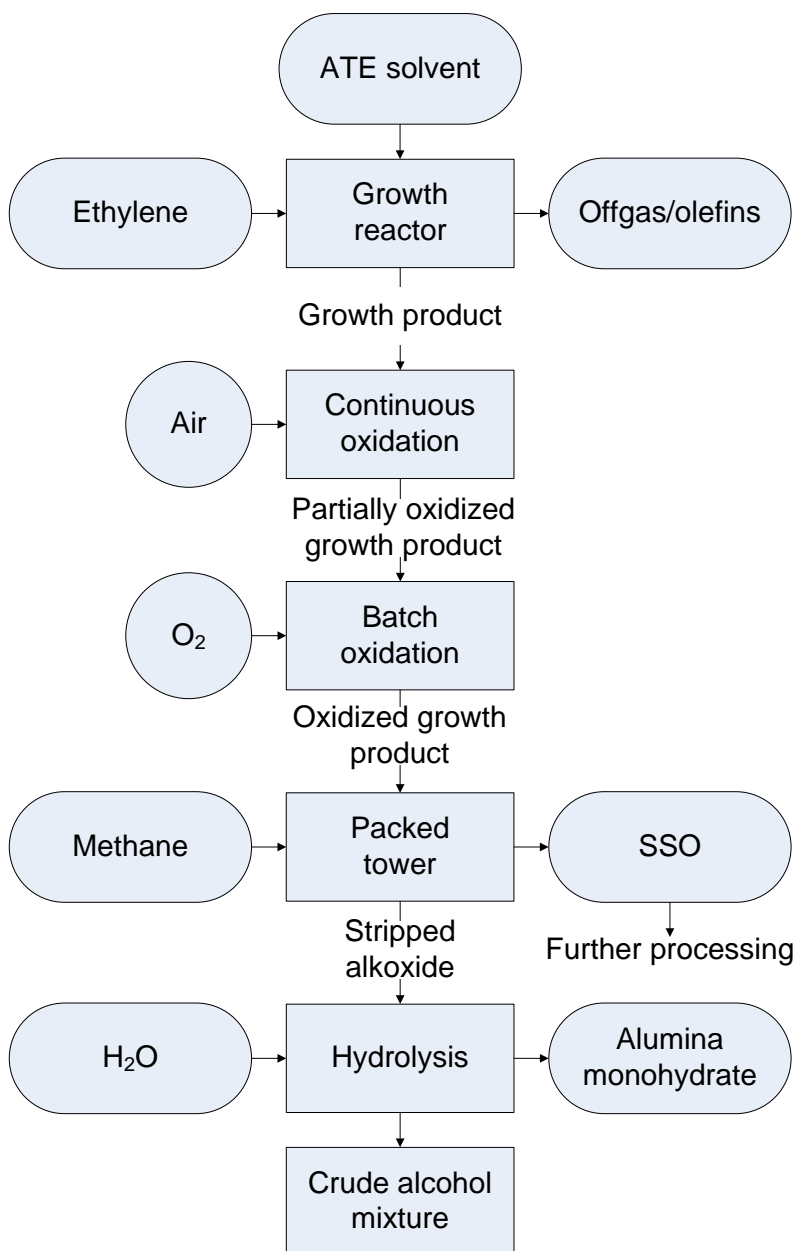 ATE solvent
Ethylene
Growth
reactor
Offgas/olefins
Growth product
Air
Continuous
oxidation
Partially oxidized
growth product
O₂
Batch
oxidation
Oxidized growth
product
Methane
Packed
tower
SSO
Stripped
alkoxide
Further processing
H₂O
Hydrolysis
Alumina
monohydrate
Crude alcohol
mixture